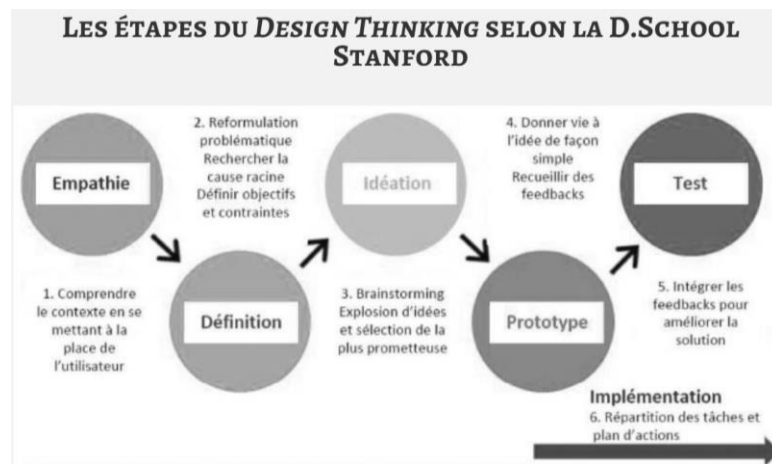 LES ÉTAPES DU DESIGN THINKING SELON LA D.SCHOOL
STANFORD
Empathie
1. Comprendre
le contexte en se
mettant à la
place de
l'utilisateur
2. Reformulation
problématique
Rechercher la
cause racine
Définir objectifs
et contraintes
Définition
Idéation
3. Brainstorming
Explosion d'idées
et sélection de la
plus prometteuse
4. Donner vie à
l'idée de façon
simple
Recueillir des
feedbacks
Prototype
Test
5. Intégrer les
feedbacks pour
améliorer la
solution
Implémentation
6. Répartition des tâches et
plan d'actions